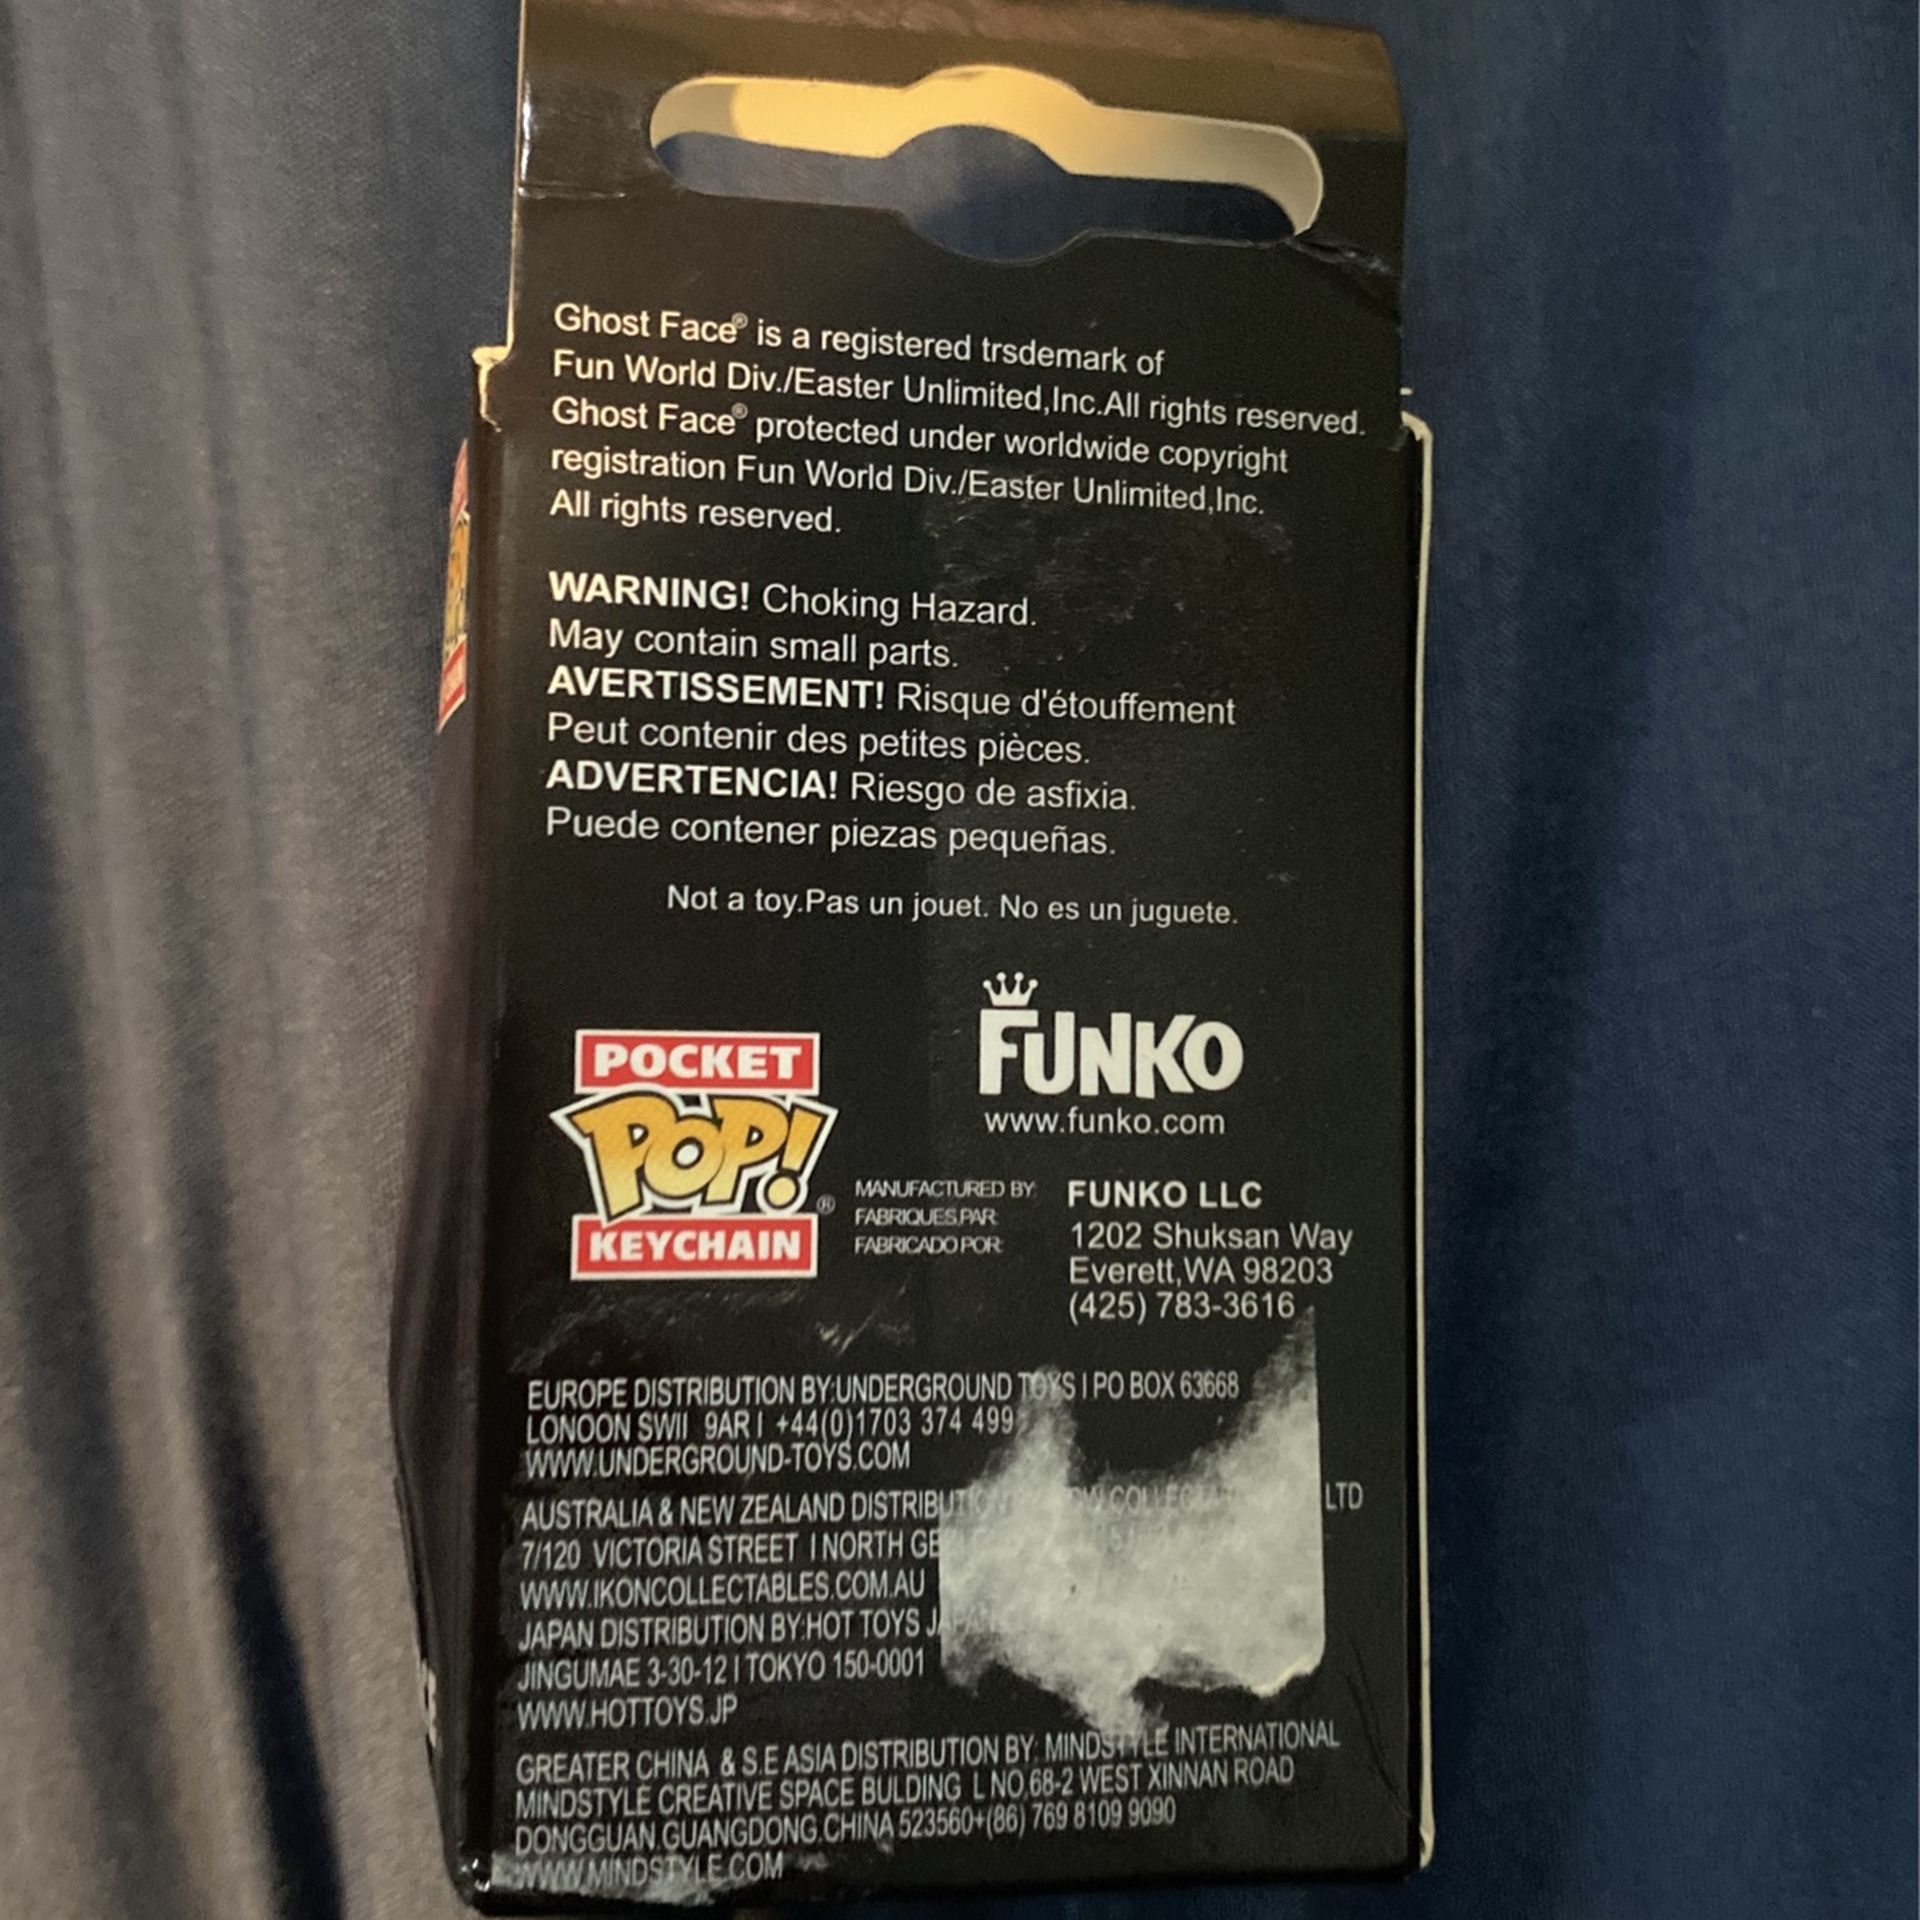 Ghost Face® is a registered trsdemark of
Fun World Div./Easter Unlimited,Inc.All rights reserved.
Ghost Face® protected under worldwide copyright
registration Fun World Div./Easter Unlimited,Inc.
All rights reserved.
WARNING! Choking Hazard.
May contain small parts.
AVERTISSEMENT! Risque d'étouffement
Peut contenir des petites pièces.
ADVERTENCIA! Riesgo de asfixia.
Puede contener piezas pequeñas.
Not a toy.Pas un jouet. No es un juguete.
POCKET
POP!®
KEYCHAIN
FUNKO
www.funko.com
MANUFACTURED BY:
FABRIQUES.PAR
FABRICADO POR:
FUNKO LLC
1202 Shuksan Way
Everett,WA 98203
(425) 783-3616
EUROPE DISTRIBUTION BY:UNDERGROUND TOYS I PO BOX 63668
LONOON SWII 9AR I +44(0)1703 374 499
WWW.UNDERGROUND-TOYS.COM
AUSTRALIA & NEW ZEALAND DISTRIBUTION LTD
7/120 VICTORIA STREET I NORTH
WWW.IKONCOLLECTABLES.COM.AU
JAPAN DISTRIBUTION BY:HOT TOYS JAPAN
JINGUMAE 3-30-12 I TOKYO 150-0001
WWW.HOTTOYS.JP
GREATER CHINA & S.E ASIA DISTRIBUTION BY: MINDSTYLE INTERNATIONAL
MINDSTYLE CREATIVE SPACE BULDING L NO,68-2 WEST XINNAN ROAD
DONGGUAN.GUANGDONG.CHINA 523560+(86) 769 8109 9090
WWW.MINDSTYLE.COM